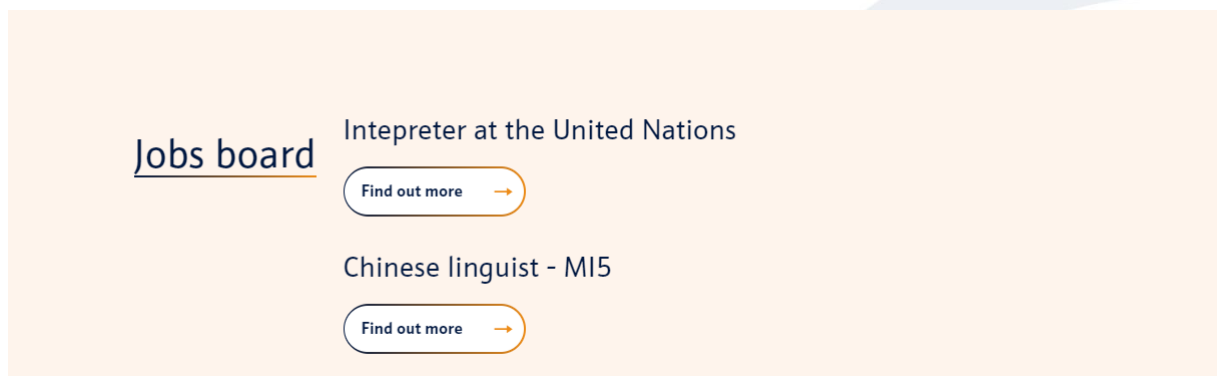 Jobs board
Intepreter at the United Nations
Find out more
Chinese linguist - MI5
Find out more